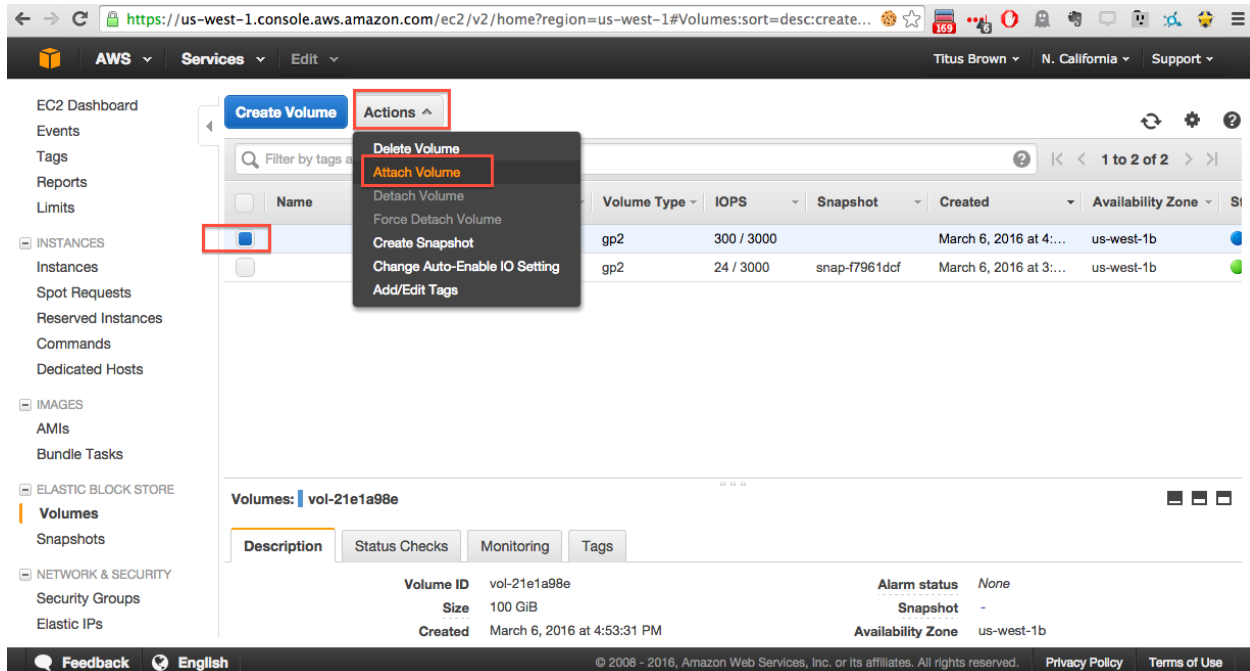 https://us-west-1.console.aws.amazon.com/ec2/v2/home?region=us-west-1#Volumes:sort=desc:create... 169 6
AWS Services Edit Titus Brown N. California Support
EC2 Dashboard
Events
Tags
Reports
Limits
INSTANCES
Instances
Spot Requests
Reserved Instances
Commands
Dedicated Hosts
IMAGES
AMIs
Bundle Tasks
ELASTIC BLOCK STORE
Volumes
Snapshots
NETWORK & SECURITY
Security Groups
Elastic IPs
Create Volume Actions
Filter by tags a 1 to 2 of 2
Delete Volume
Attach Volume
Detach Volume
Force Detach Volume
Create Snapshot
Change Auto-Enable IO Setting
Add/Edit Tags
Name Volume Type IOPS Snapshot Created Availability Zone St
gp2 300 / 3000 March 6, 2016 at 4:... us-west-1b
gp2 24 / 3000 snap-f7961dcf March 6, 2016 at 3:... us-west-1b
Volumes: vol-21e1a98e
Description Status Checks Monitoring Tags
Volume ID vol-21e1a98e Alarm status None
Size 100 GiB Snapshot -
Created March 6, 2016 at 4:53:31 PM Availability Zone us-west-1b
Feedback English © 2008 - 2016, Amazon Web Services, Inc. or its affiliates. All rights reserved. Privacy Policy Terms of Use